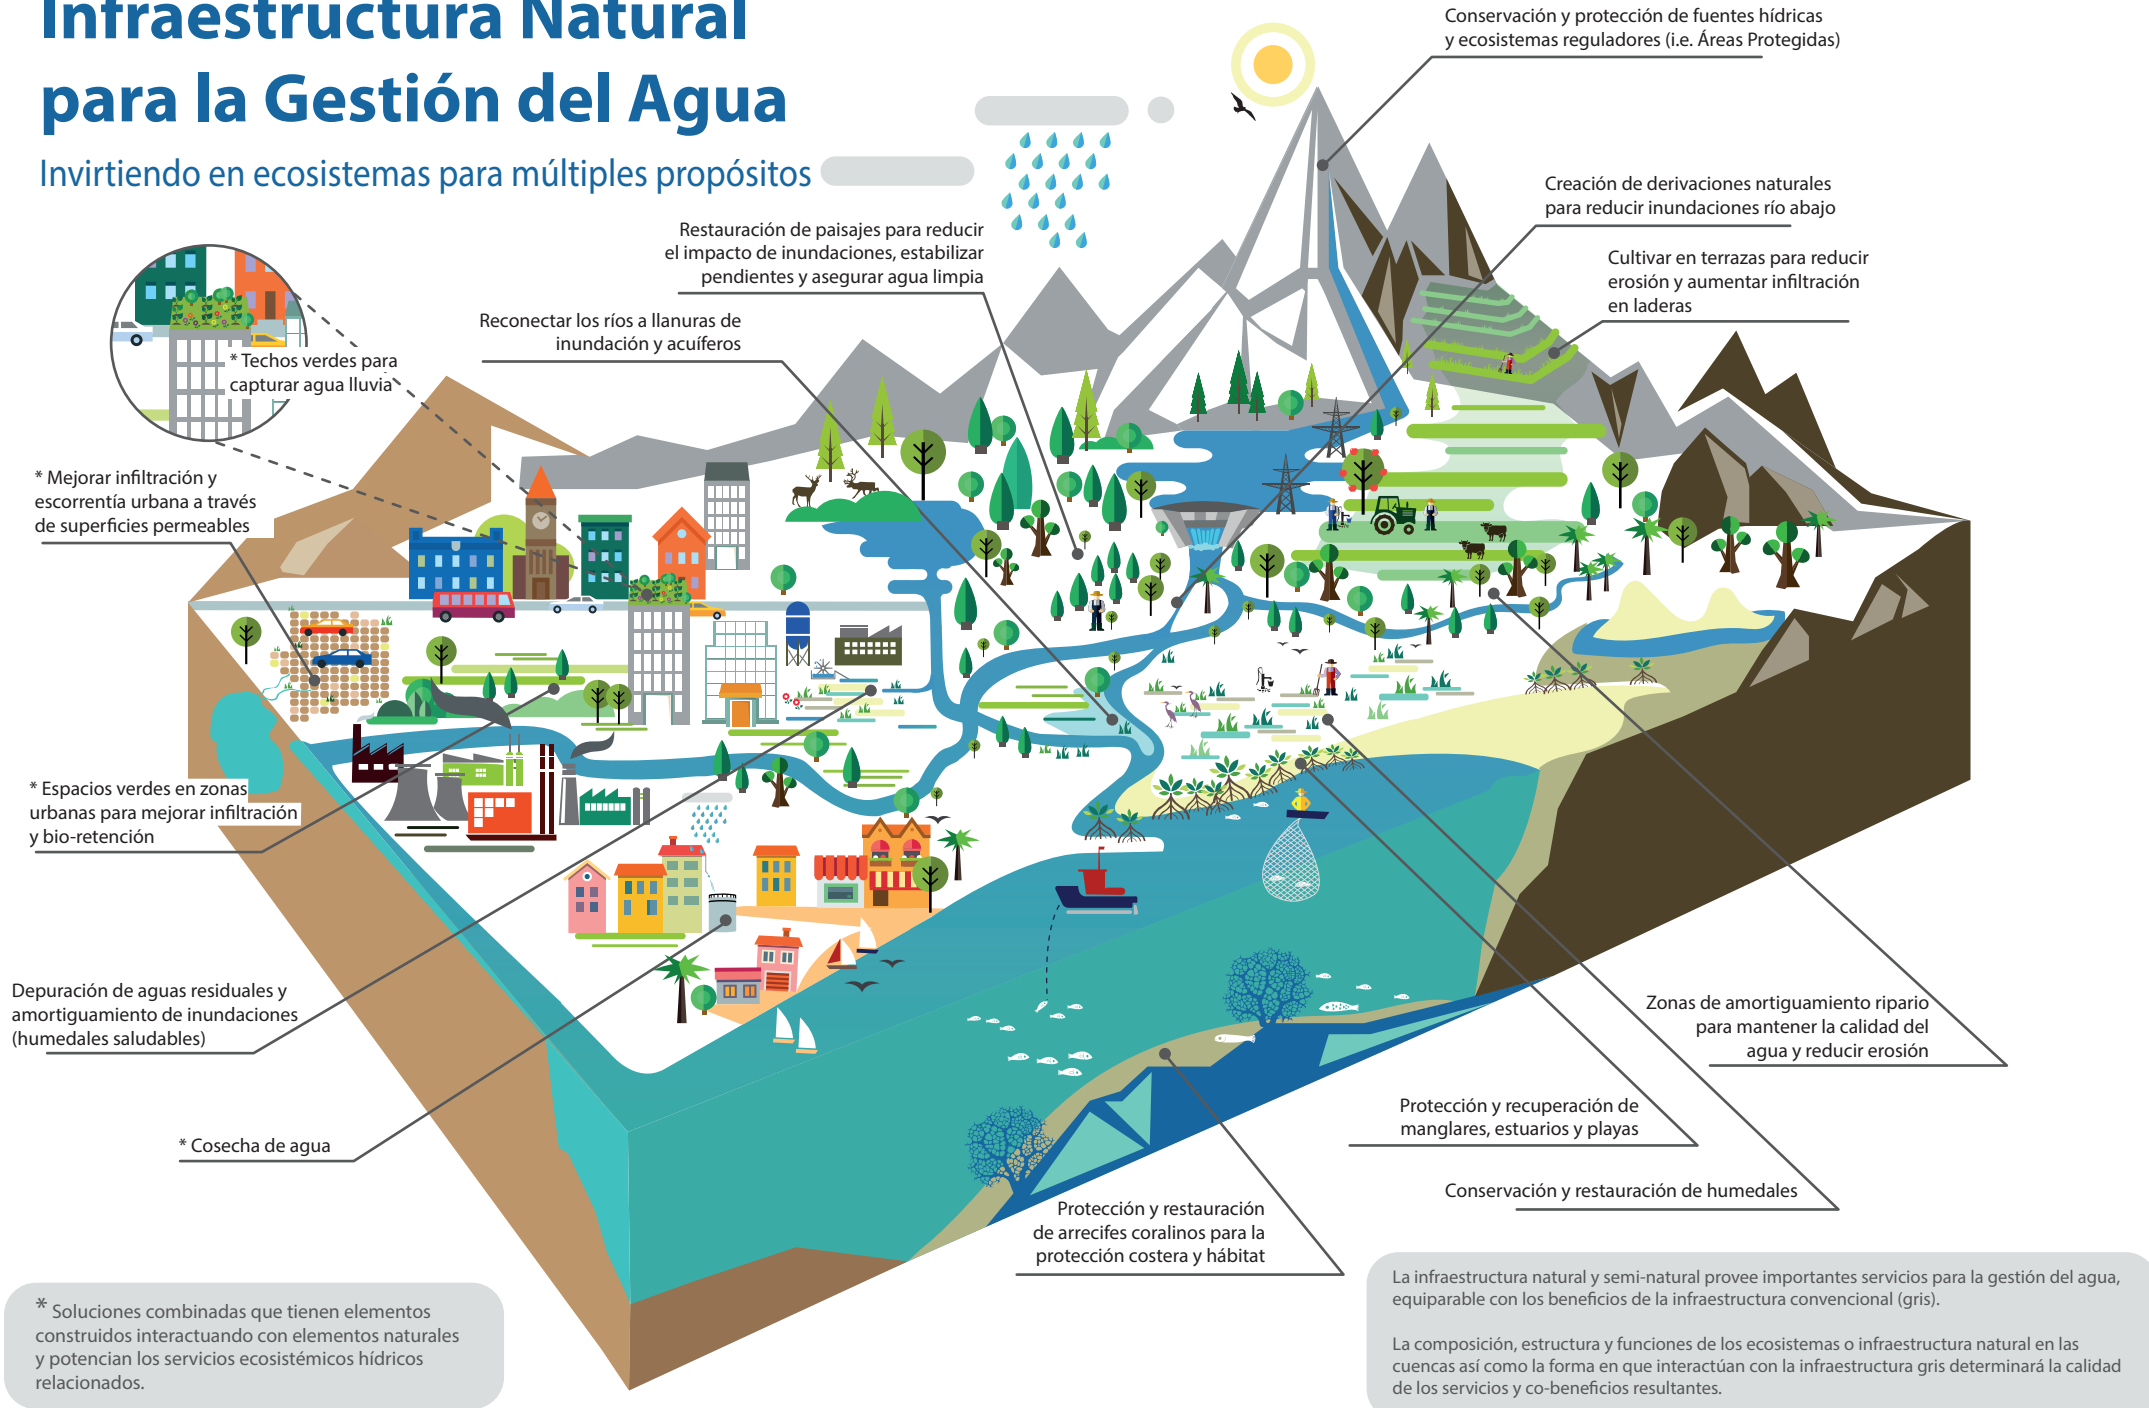 Infraestructura Natural
para la Gestión del Agua
Invirtiendo en ecosistemas para múltiples propósitos
Conservación y protección de fuentes hídricas
y ecosistemas reguladores (i.e. Áreas Protegidas)
Creación de derivaciones naturales
para reducir inundaciones río abajo
Cultivar en terrazas para reducir
erosión y aumentar infiltración
en laderas
Restauración de paisajes para reducir
el impacto de inundaciones, estabilizar
pendientes y asegurar agua limpia
Reconectar los ríos a llanuras de
inundación y acuíferos
* Techos verdes para
capturar agua lluvia
* Mejorar infiltración y
escorrentía urbana a través
de superficies permeables
* Espacios verdes en zonas
urbanas para mejorar infiltración
y bio-retención
Depuración de aguas residuales y
amortiguamiento de inundaciones
(humedales saludables)
* Cosecha de agua
Zonas de amortiguamiento ripario
para mantener la calidad del
agua y reducir erosión
Protección y recuperación de
manglares, estuarios y playas
Conservación y restauración de humedales
Protección y restauración
de arrecifes coralinos para la
protección costera y hábitat
* Soluciones combinadas que tienen elementos
construidos interactuando con elementos naturales
y potencian los servicios ecosistémicos hídricos
relacionados.
La infraestructura natural y semi-natural provee importantes servicios para la gestión del agua,
equiparable con los beneficios de la infraestructura convencional (gris).
La composición, estructura y funciones de los ecosistemas o infraestructura natural en las
cuencas así como la forma en que interactúan con la infraestructura gris determinará la calidad
de los servicios y co-beneficios resultantes.